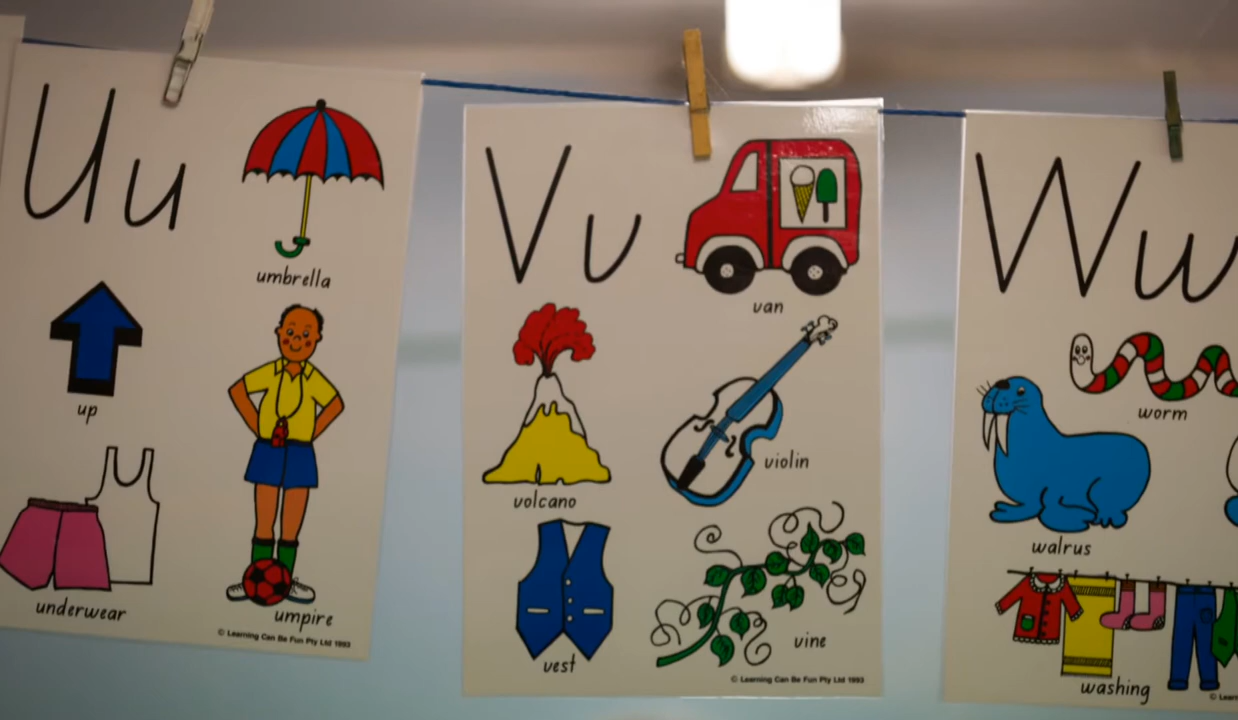 Uu
umbrella
up
underwear
umpire
© Learning Can Be Fun Pty Ltd 1993
Vv
van
volcano
violin
vest
vine
© Learning Can Be Fun Pty Ltd 1993
Ww
worm
walrus
washing